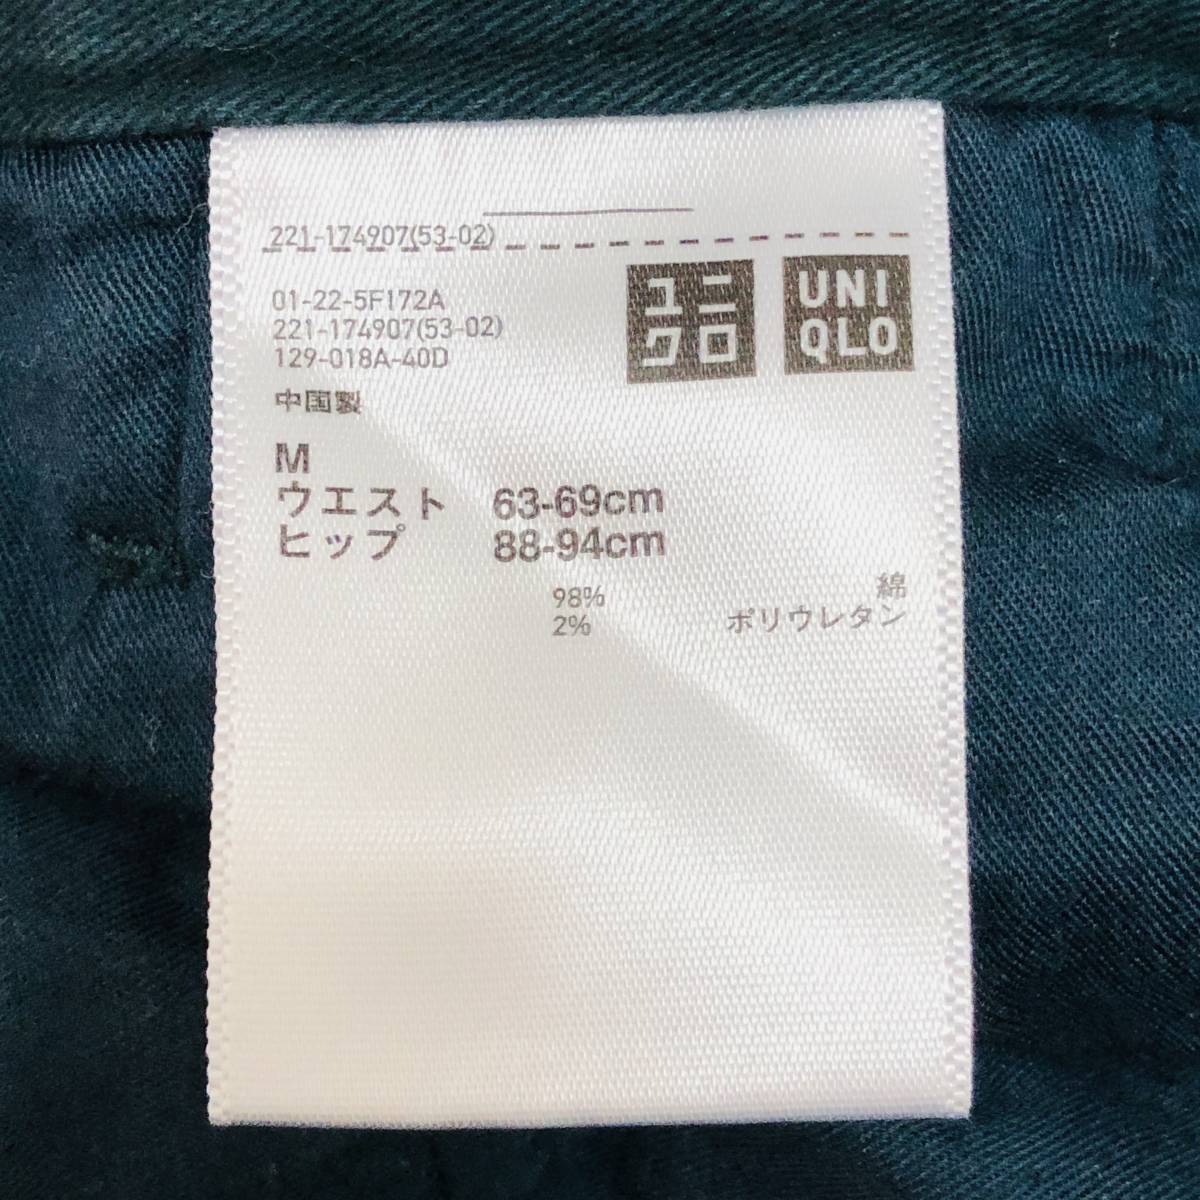 221-174907(53-02)
ユニ
クロ
UNI
QLO
01-22-5F172A
221-174907(53-02)
129-018A-40D
中国製
M
ウエスト 63-69cm
ヒップ 88-94cm
98% 綿
2% ポリウレタン